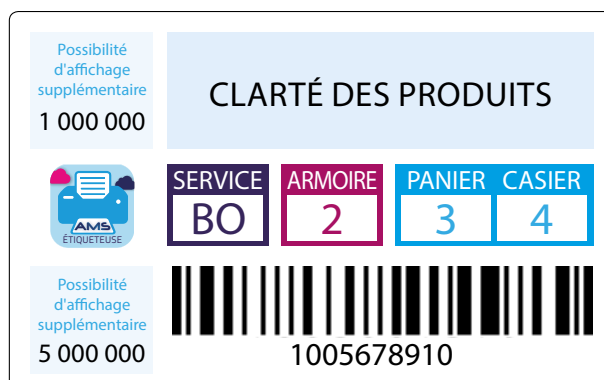 Possibilité
d'affichage
supplémentaire
1 000 000
CLARTÉ DES PRODUITS
AMS
ÉTIQUETEUSE
SERVICE
BO
ARMOIRE
2
PANIER CASIER
3 4
Possibilité
d'affichage
supplémentaire
5 000 000
1005678910